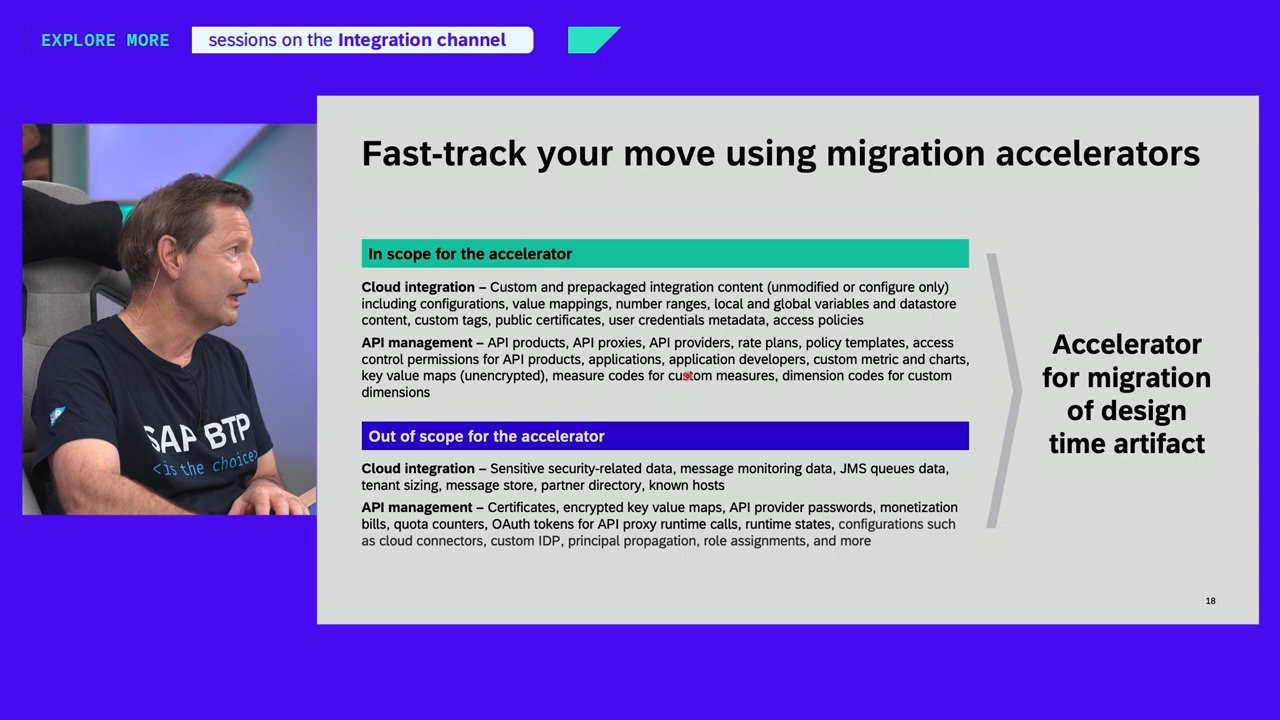 EXPLORE MORE
sessions on the Integration channel
Fast-track your move using migration accelerators
In scope for the accelerator
Cloud integration – Custom and prepackaged integration content (unmodified or configure only)
including configurations, value mappings, number ranges, local and global variables and datastore
content, custom tags, public certificates, user credentials metadata, access policies
API management – API products, API proxies, API providers, rate plans, policy templates, access
control permissions for API products, applications, application developers, custom metric and charts,
key value maps (unencrypted), measure codes for custom measures, dimension codes for custom
dimensions
Out of scope for the accelerator
Cloud integration – Sensitive security-related data, message monitoring data, JMS queues data,
tenant sizing, message store, partner directory, known hosts
API management – Certificates, encrypted key value maps, API provider passwords, monetization
bills, quota counters, OAuth tokens for API proxy runtime calls, runtime states, configurations such
as cloud connectors, custom IDP, principal propagation, role assignments, and more
Accelerator
for migration
of design
time artifact
18
SAP BTP
<is the choice>